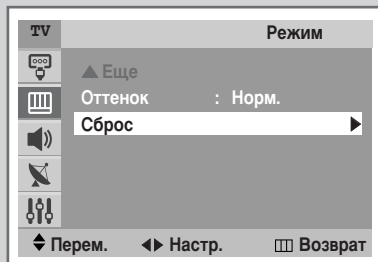 TV Режим
▲ Еще
Оттенок : Норм.
Сброс ▶
Перем. Настр. Возврат